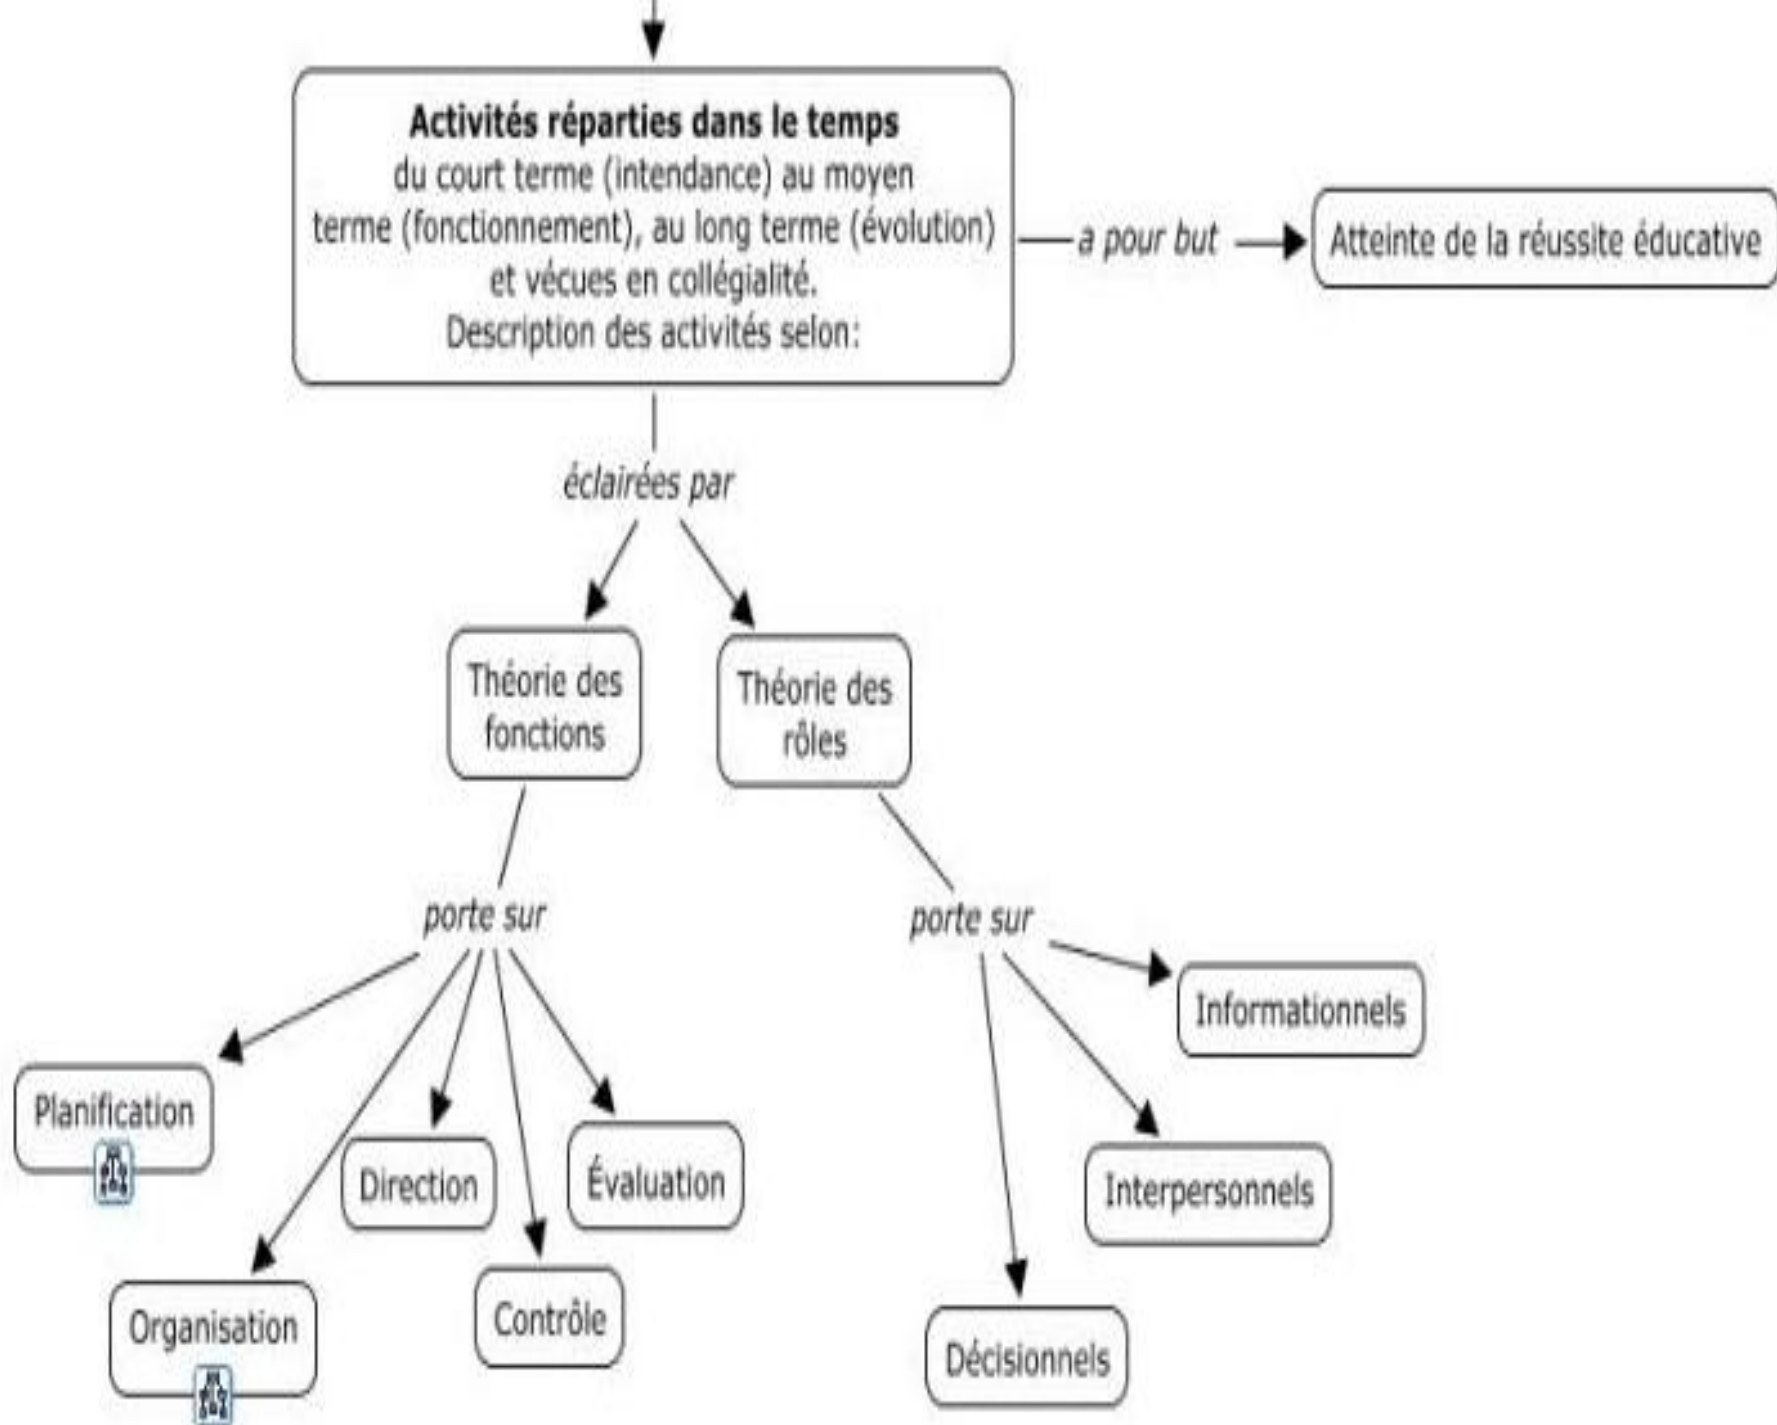 Activités réparties dans le temps
du court terme (intendance) au moyen
terme (fonctionnement), au long terme (évolution)
et vécues en collégialité.
Description des activités selon:
a pour but
Atteinte de la réussite éducative
éclairées par
Théorie des
fonctions
Théorie des
rôles
porte sur
porte sur
Informationnels
Planification
Direction
Évaluation
Interpersonnels
Organisation
Contrôle
Décisionnels